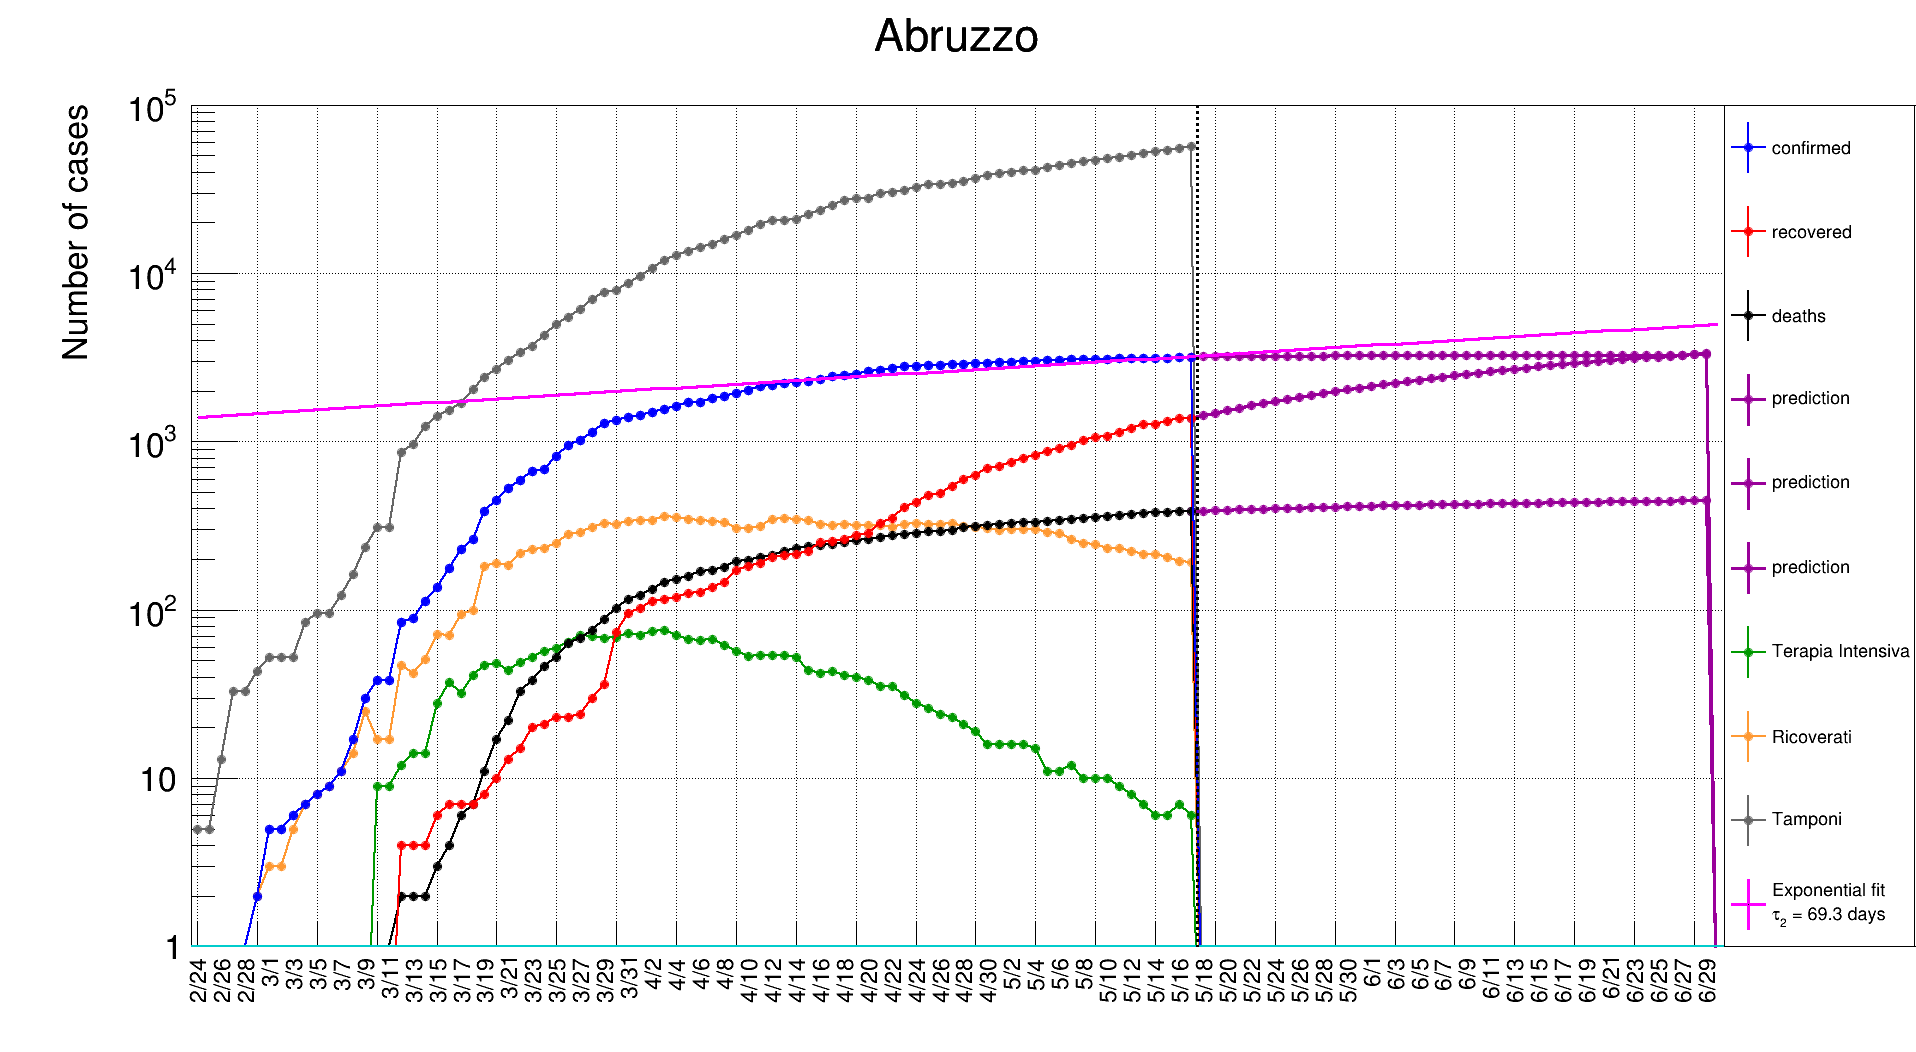 Abruzzo
Number of cases
10^5
10^4
10^3
10^2
10
1
2/24 2/26 2/28 3/1 3/3 3/5 3/7 3/9 3/11 3/13 3/15 3/17 3/19 3/21 3/23 3/25 3/27 3/29 3/31 4/2 4/4 4/6 4/8 4/10 4/12 4/14 4/16 4/18 4/20 4/22 4/24 4/26 4/28 4/30 5/2 5/4 5/6 5/8 5/10 5/12 5/14 5/16 5/18 5/20 5/22 5/24 5/26 5/28 5/30 6/1 6/3 6/5 6/7 6/9 6/11 6/13 6/15 6/17 6/19 6/21 6/23 6/25 6/27 6/29
confirmed
recovered
deaths
prediction
prediction
prediction
Terapia Intensiva
Ricoverati
Tamponi
Exponential fit
τ₂ = 69.3 days